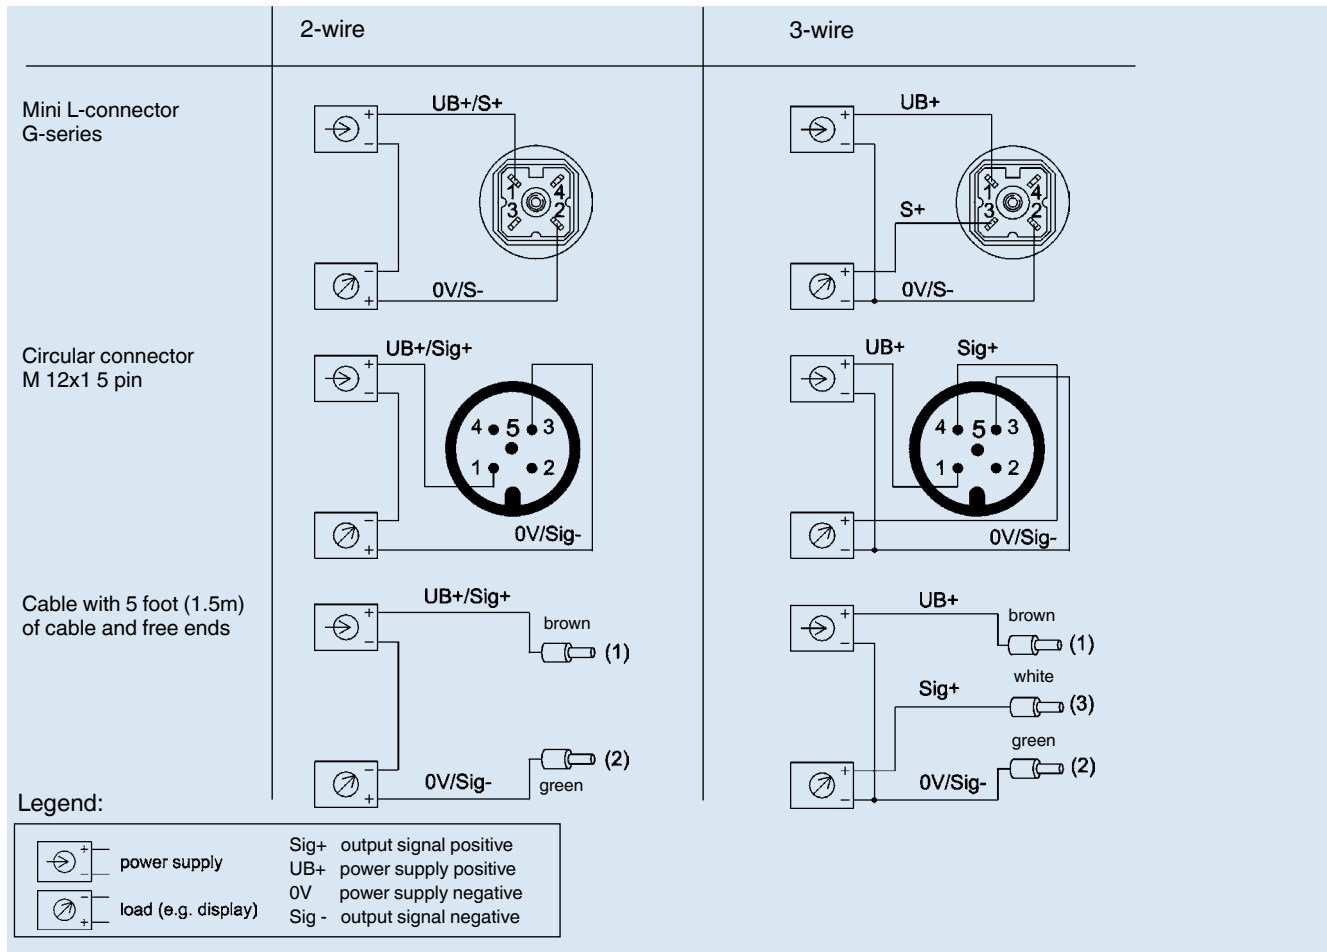 2-wire
3-wire
Mini L-connector
G-series
UB+/S+
+
−
1
4
3
2
−
+
0V/S-
UB+
+
−
1
4
3
2
S+
+
−
0V/S-
Circular connector
M 12x1 5 pin
UB+/Sig+
+
−
4 5 3
1 2
−
+
0V/Sig-
UB+
Sig+
+
−
4 5 3
1 2
+
−
0V/Sig-
Cable with 5 foot (1.5m)
of cable and free ends
UB+/Sig+
+
−
brown
(1)
(2)
green
−
+
0V/Sig-
UB+
+
−
brown
(1)
white
Sig+
(3)
green
(2)
+
−
0V/Sig-
Legend:
+
−
power supply
−
+
load (e.g. display)
Sig+ output signal positive
UB+ power supply positive
0V power supply negative
Sig - output signal negative